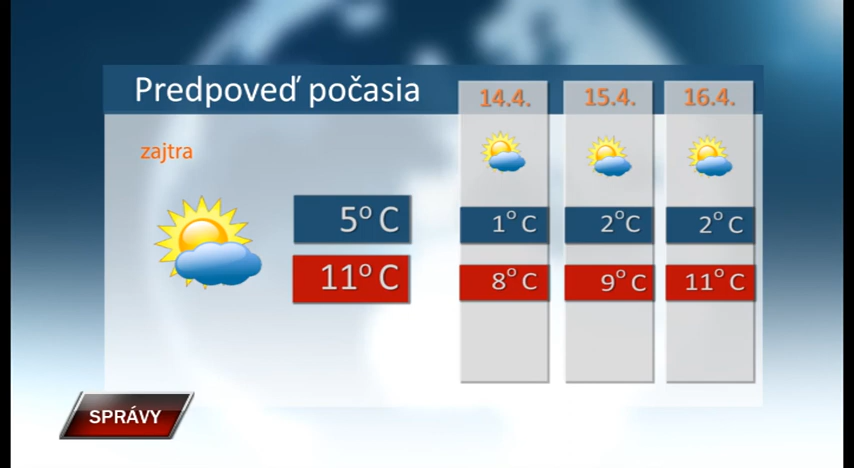 Predpoveď počasia
zajtra
5° C
11° C
14.4. 15.4. 16.4.
1° C 2°C 2° C
8° C 9° C 11° C
SPRÁVY